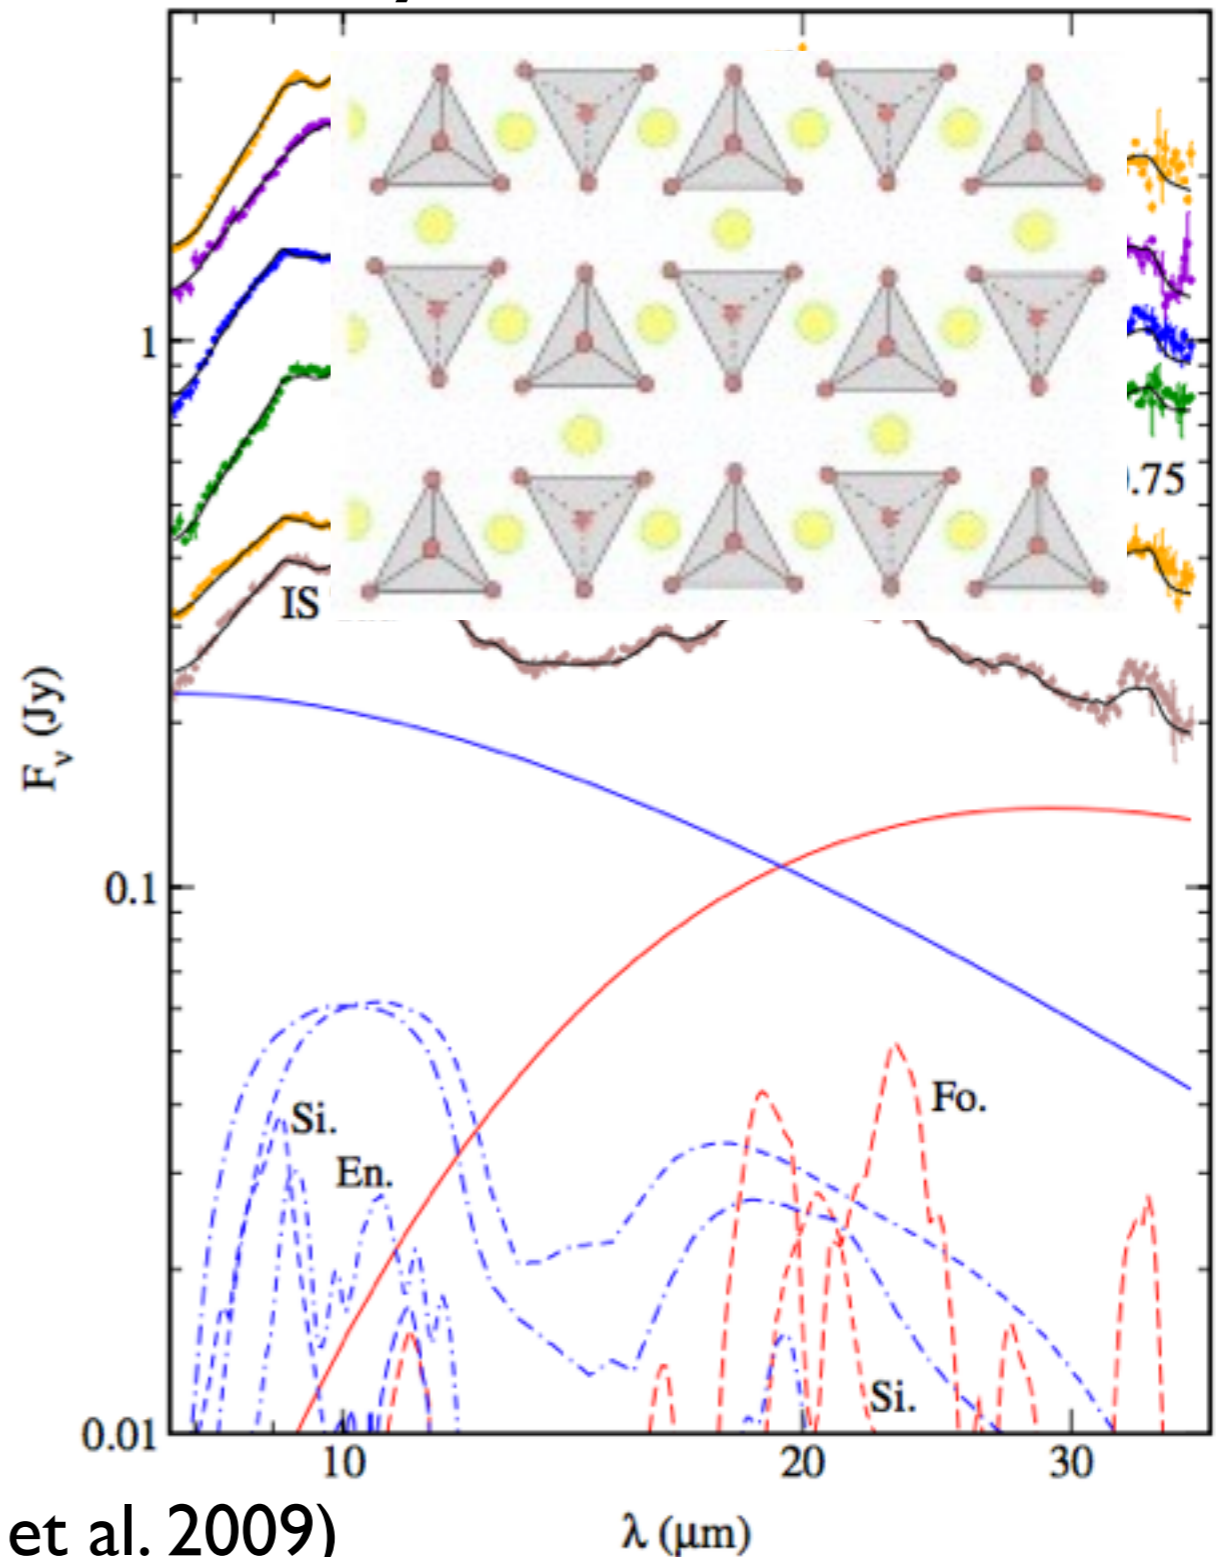 1
.75
IS
F_ν (Jy)
0.1
Si.
Fo.
En.
Si.
0.01
10 20 30
et al. 2009)
λ (μm)